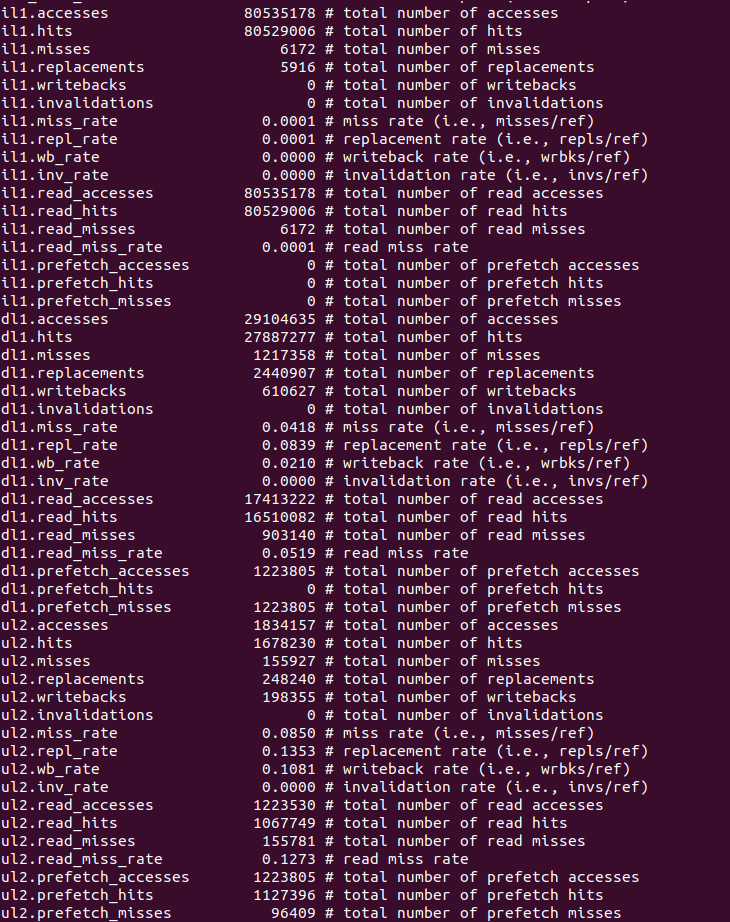 il1.accesses 80535178 # total number of accesses
il1.hits 80529006 # total number of hits
il1.misses 6172 # total number of misses
il1.replacements 5916 # total number of replacements
il1.writebacks 0 # total number of writebacks
il1.invalidations 0 # total number of invalidations
il1.miss_rate 0.0001 # miss rate (i.e., misses/ref)
il1.repl_rate 0.0001 # replacement rate (i.e., repls/ref)
il1.wb_rate 0.0000 # writeback rate (i.e., wrbks/ref)
il1.inv_rate 0.0000 # invalidation rate (i.e., invs/ref)
il1.read_accesses 80535178 # total number of read accesses
il1.read_hits 80529006 # total number of read hits
il1.read_misses 6172 # total number of read misses
il1.read_miss_rate 0.0001 # read miss rate
il1.prefetch_accesses 0 # total number of prefetch accesses
il1.prefetch_hits 0 # total number of prefetch hits
il1.prefetch_misses 0 # total number of prefetch misses
dl1.accesses 29104635 # total number of accesses
dl1.hits 27887277 # total number of hits
dl1.misses 1217358 # total number of misses
dl1.replacements 2440907 # total number of replacements
dl1.writebacks 610627 # total number of writebacks
dl1.invalidations 0 # total number of invalidations
dl1.miss_rate 0.0418 # miss rate (i.e., misses/ref)
dl1.repl_rate 0.0839 # replacement rate (i.e., repls/ref)
dl1.wb_rate 0.0210 # writeback rate (i.e., wrbks/ref)
dl1.inv_rate 0.0000 # invalidation rate (i.e., invs/ref)
dl1.read_accesses 17413222 # total number of read accesses
dl1.read_hits 16510082 # total number of read hits
dl1.read_misses 903140 # total number of read misses
dl1.read_miss_rate 0.0519 # read miss rate
dl1.prefetch_accesses 1223805 # total number of prefetch accesses
dl1.prefetch_hits 0 # total number of prefetch hits
dl1.prefetch_misses 1223805 # total number of prefetch misses
ul2.accesses 1834157 # total number of accesses
ul2.hits 1678230 # total number of hits
ul2.misses 155927 # total number of misses
ul2.replacements 248240 # total number of replacements
ul2.writebacks 198355 # total number of writebacks
ul2.invalidations 0 # total number of invalidations
ul2.miss_rate 0.0850 # miss rate (i.e., misses/ref)
ul2.repl_rate 0.1353 # replacement rate (i.e., repls/ref)
ul2.wb_rate 0.1081 # writeback rate (i.e., wrbks/ref)
ul2.inv_rate 0.0000 # invalidation rate (i.e., invs/ref)
ul2.read_accesses 1223530 # total number of read accesses
ul2.read_hits 1067749 # total number of read hits
ul2.read_misses 155781 # total number of read misses
ul2.read_miss_rate 0.1273 # read miss rate
ul2.prefetch_accesses 1223805 # total number of prefetch accesses
ul2.prefetch_hits 1127396 # total number of prefetch hits
ul2.prefetch_misses 96409 # total number of prefetch misses